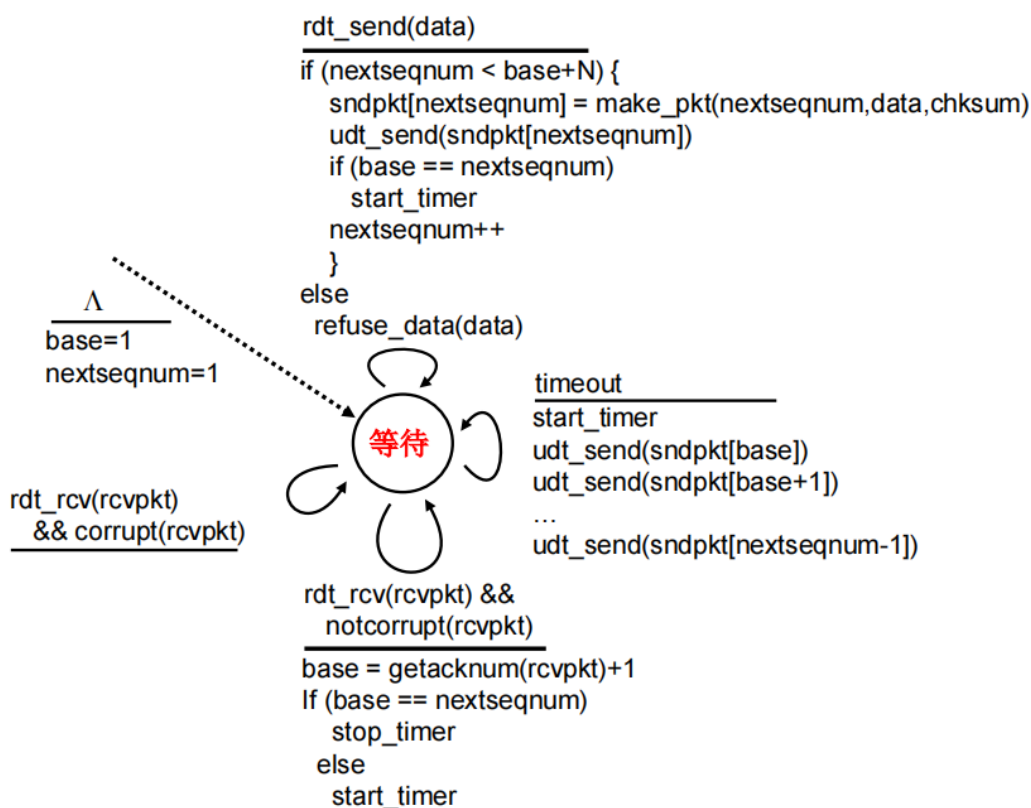 rdt_send(data)
if (nextseqnum < base+N) {
sndpkt[nextseqnum] = make_pkt(nextseqnum,data,chksum)
udt_send(sndpkt[nextseqnum])
if (base == nextseqnum)
start_timer
nextseqnum++
}
else
refuse_data(data)
Λ
base=1
nextseqnum=1
等待
timeout
start_timer
udt_send(sndpkt[base])
udt_send(sndpkt[base+1])
…
udt_send(sndpkt[nextseqnum-1])
rdt_rcv(rcvpkt)
&& corrupt(rcvpkt)
rdt_rcv(rcvpkt) &&
notcorrupt(rcvpkt)
base = getacknum(rcvpkt)+1
If (base == nextseqnum)
stop_timer
else
start_timer